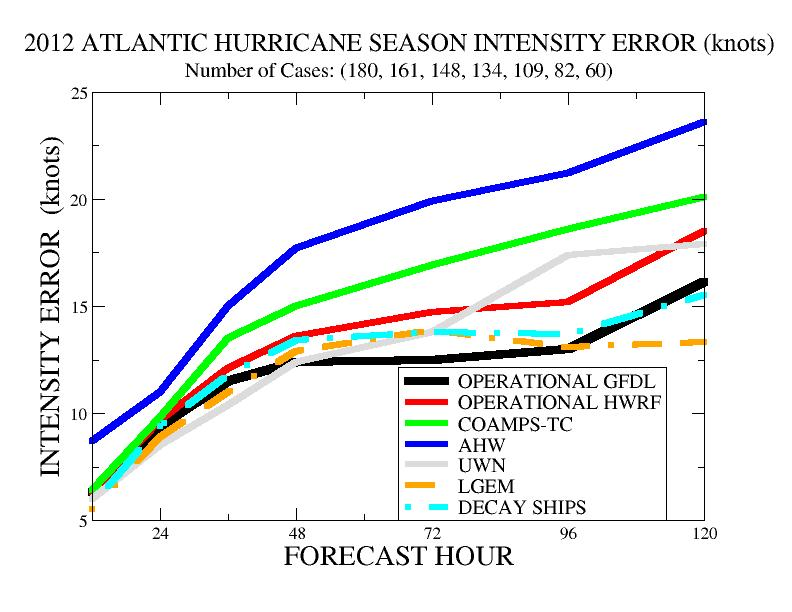 2012 ATLANTIC HURRICANE SEASON INTENSITY ERROR (knots)
Number of Cases: (180, 161, 148, 134, 109, 82, 60)
25
20
15
10
5
INTENSITY ERROR (knots)
OPERATIONAL GFDL
OPERATIONAL HWRF
COAMPS-TC
AHW
UWN
LGEM
DECAY SHIPS
24 48 72 96 120
FORECAST HOUR